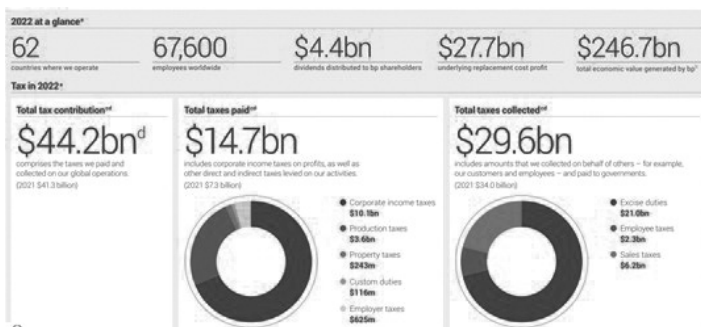 2022 at a glance
62
67,600
$4.4bn
$27.7bn
$246.7bn
countries where we operate
employees worldwide
dividends distributed to bp shareholders
underlying replacement cost profit
total economic value generated by bp
Tax in 2022
Total tax contribution
$44.2bn^d
comprises the taxes we paid and
collected on our global operations.
(2021 $41.3 billion)
Total taxes paid
$14.7bn
includes corporate income taxes on profits, as well as
other direct and indirect taxes levied on our activities.
(2021 $7.3 billion)
Corporate income taxes
$10.1bn
Production taxes
$3.6bn
Property taxes
$243m
Custom duties
$116m
Employer taxes
$625m
Total taxes collected
$29.6bn
includes amounts that we collected on behalf of others – for example,
our customers and employees – and paid to governments.
(2021 $34.0 billion)
Excise duties
$21.0bn
Employee taxes
$2.3bn
Sales taxes
$6.2bn